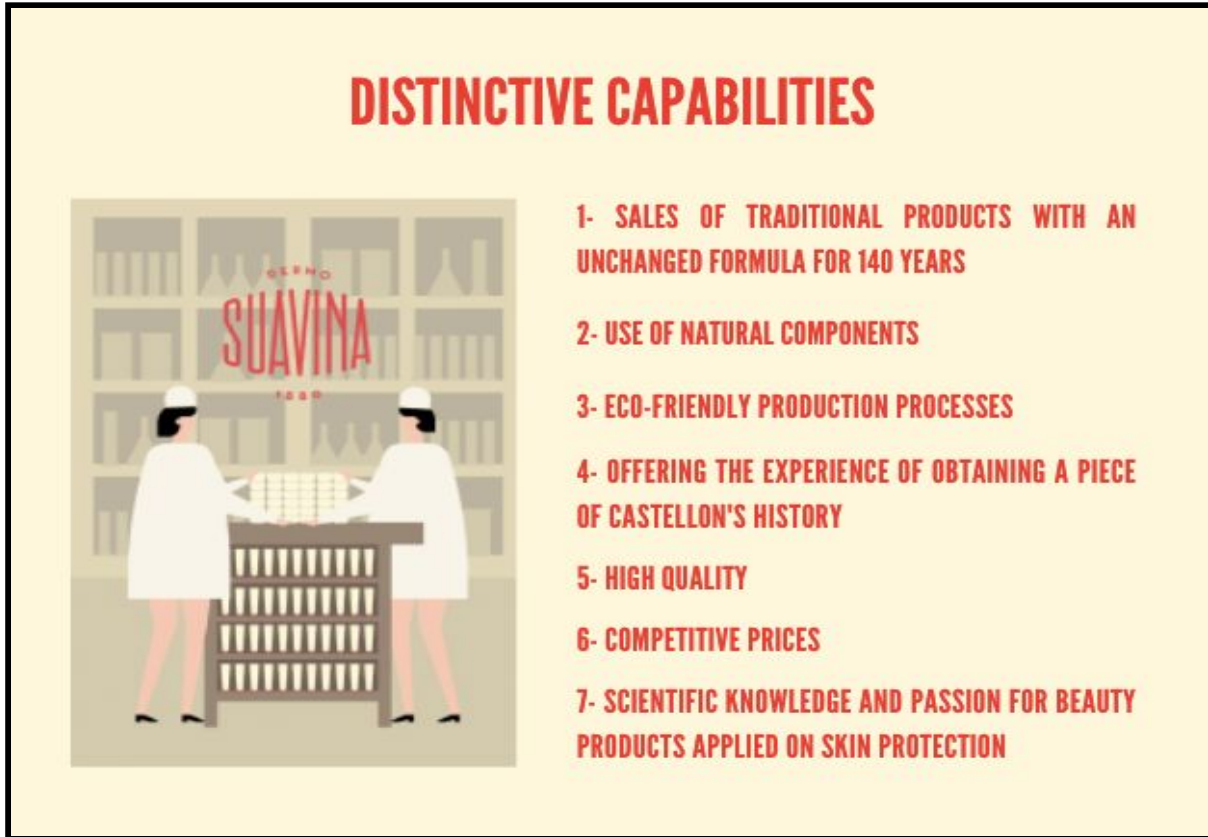 DISTINCTIVE CAPABILITIES
DERMO
SUAVINA
1880
1- SALES OF TRADITIONAL PRODUCTS WITH AN
UNCHANGED FORMULA FOR 140 YEARS
2- USE OF NATURAL COMPONENTS
3- ECO-FRIENDLY PRODUCTION PROCESSES
4- OFFERING THE EXPERIENCE OF OBTAINING A PIECE
OF CASTELLON'S HISTORY
5- HIGH QUALITY
6- COMPETITIVE PRICES
7- SCIENTIFIC KNOWLEDGE AND PASSION FOR BEAUTY
PRODUCTS APPLIED ON SKIN PROTECTION